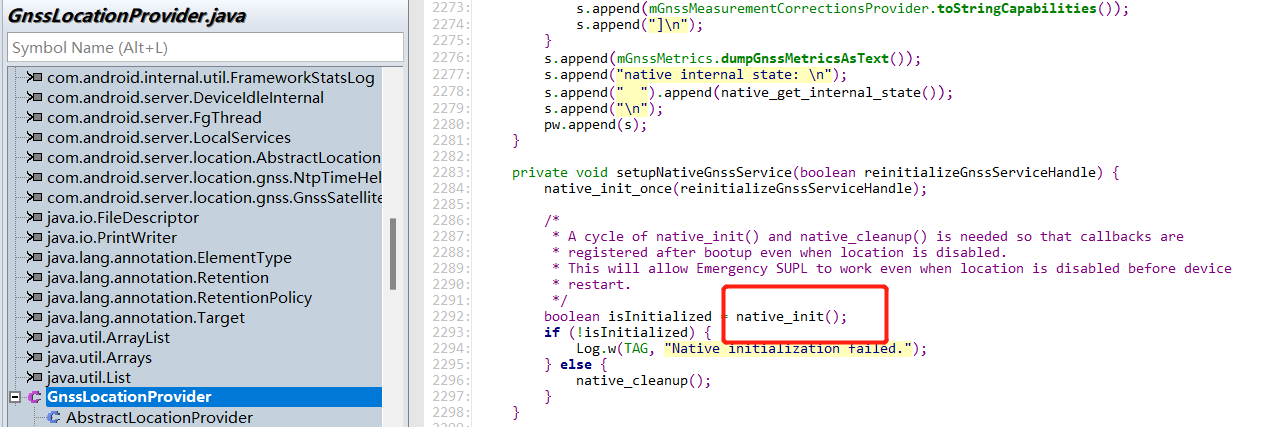 GnssLocationProvider.java
Symbol Name (Alt+L)
com.android.internal.util.FrameworkStatsLog
com.android.server.DeviceIdleInternal
com.android.server.FgThread
com.android.server.LocalServices
com.android.server.location.AbstractLocation
com.android.server.location.gnss.NtpTimeHel
com.android.server.location.gnss.GnssSatellite
java.io.FileDescriptor
java.io.PrintWriter
java.lang.annotation.ElementType
java.lang.annotation.Retention
java.lang.annotation.RetentionPolicy
java.lang.annotation.Target
java.util.ArrayList
java.util.Arrays
java.util.List
GnssLocationProvider
AbstractLocationProvider
2273: s.append(mGnssMeasurementCorrectionsProvider.toStringCapabilities());
2274: s.append("]\n");
2275: }
2276: s.append(mGnssMetrics.dumpGnssMetricsAsText());
2277: s.append("native internal state: \n");
2278: s.append("  ").append(native_get_internal_state());
2279: s.append("\n");
2280: pw.append(s);
2281: }
2282:
2283: private void setupNativeGnssService(boolean reinitializeGnssServiceHandle) {
2284: native_init_once(reinitializeGnssServiceHandle);
2285:
2286: /*
2287: * A cycle of native_init() and native_cleanup() is needed so that callbacks are
2288: * registered after bootup even when location is disabled.
2289: * This will allow Emergency SUPL to work even when location is disabled before device
2290: * restart.
2291: */
2292: boolean isInitialized = native_init();
2293: if (!isInitialized) {
2294: Log.w(TAG, "Native initialization failed.");
2295: } else {
2296: native_cleanup();
2297: }
2298: }